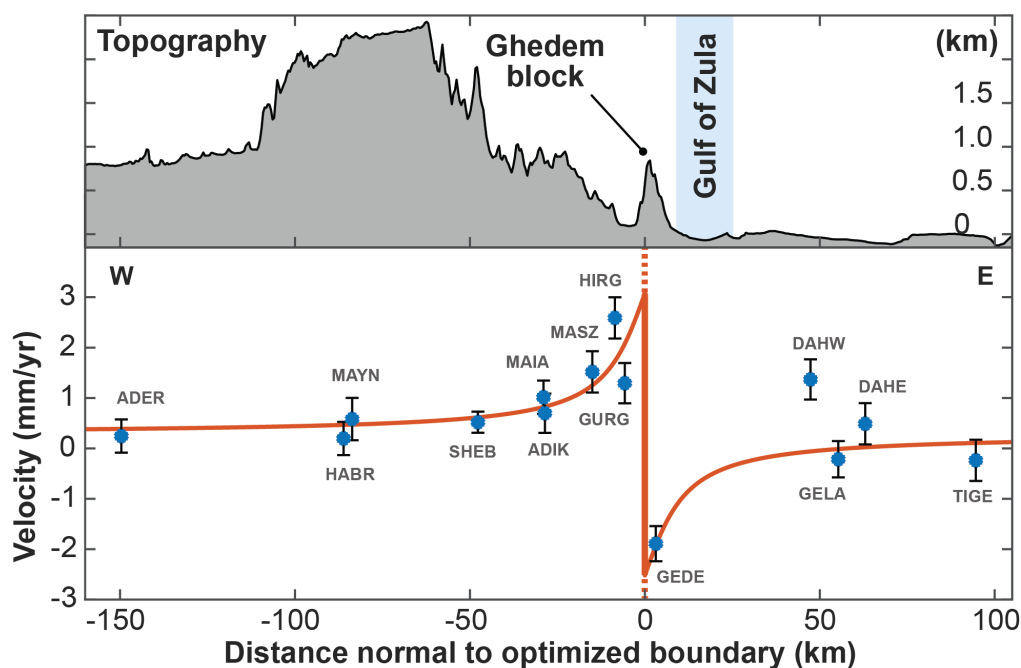 Topography
Ghedem
block
Gulf of Zula
(km)
1.5
1.0
0.5
0
W
E
Velocity (mm/yr)
3
2
1
0
-1
-2
-3
ADER
MAYN
HABR
SHEB
MAIA
ADIK
MASZ
HIRG
GURG
GEDE
DAHW
DAHE
GELA
TIGE
-150
-100
-50
0
50
100
Distance normal to optimized boundary (km)